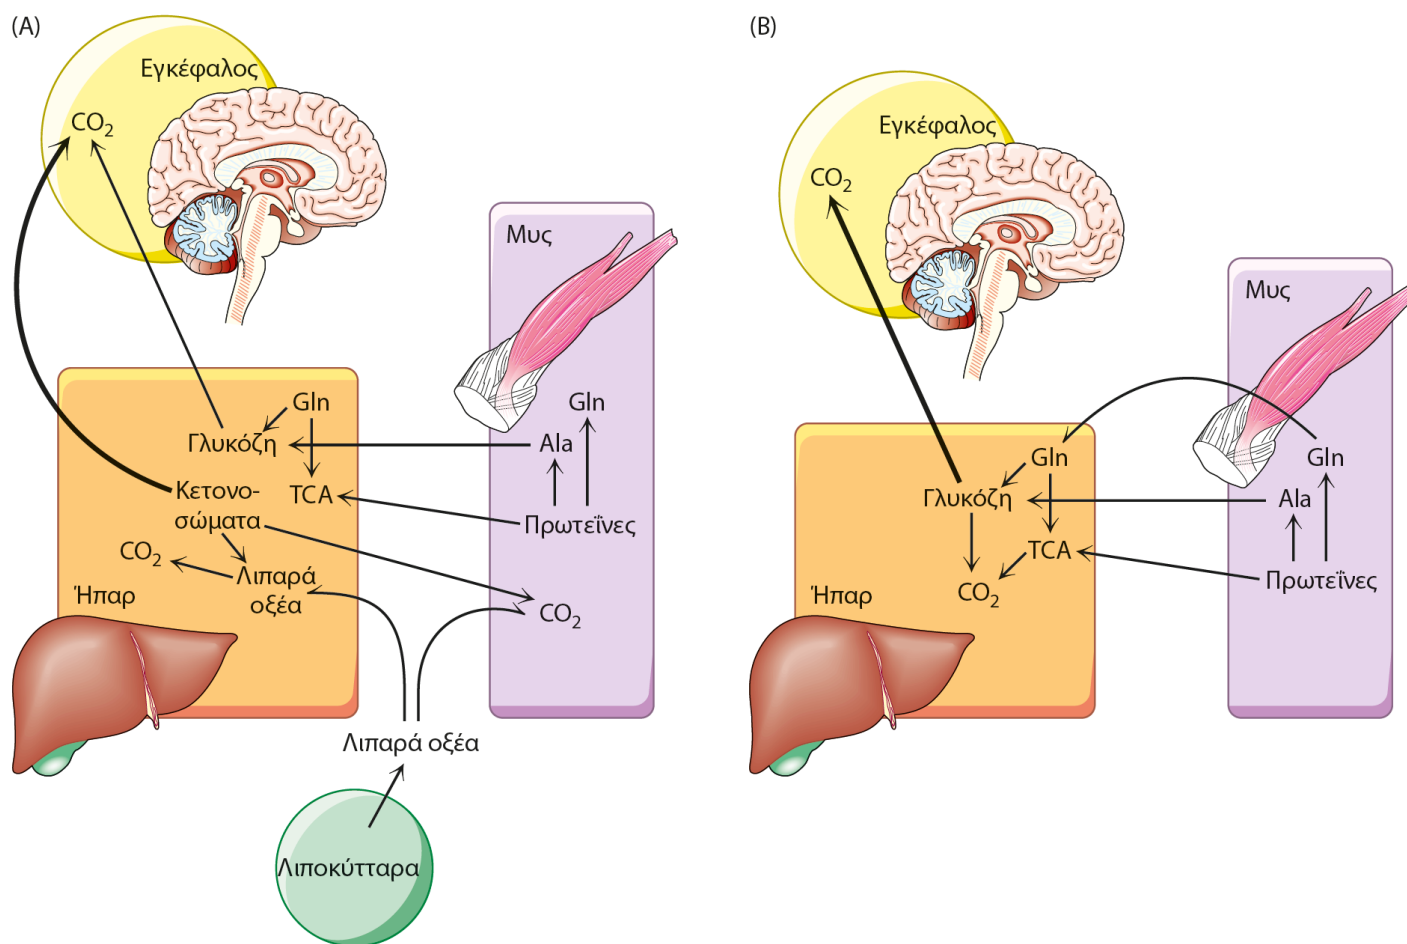 (A)
Εγκέφαλος
CO2
Μυς
Gln
Gln
Γλυκόζη
Ala
Κετονο-
σώματα
TCA
Πρωτεΐνες
CO2
Λιπαρά
οξέα
Ήπαρ
CO2
Λιπαρά οξέα
Λιποκύτταρα
(B)
Εγκέφαλος
CO2
Μυς
Gln
Gln
Γλυκόζη
Ala
TCA
Πρωτεΐνες
CO2
Ήπαρ